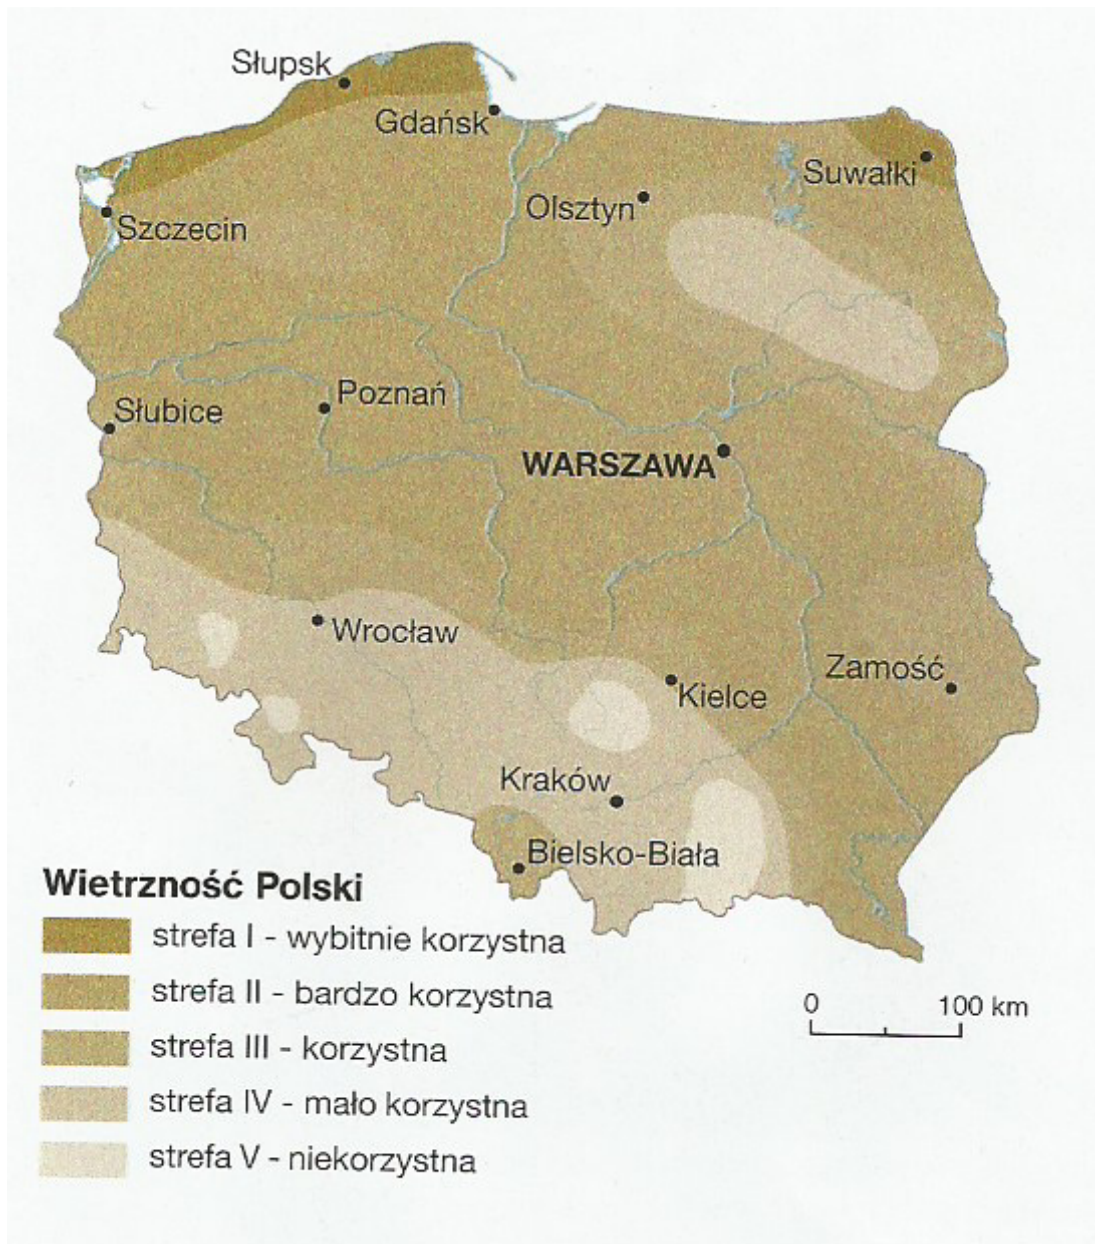 Słupsk
Gdańsk
Suwałki
Olsztyn
Szczecin
Poznań
Słubice
WARSZAWA
Wrocław
Zamość
Kielce
Kraków
Bielsko-Biała
Wietrzność Polski
strefa I - wybitnie korzystna
strefa II - bardzo korzystna
strefa III - korzystna
strefa IV - mało korzystna
strefa V - niekorzystna
0 100 km